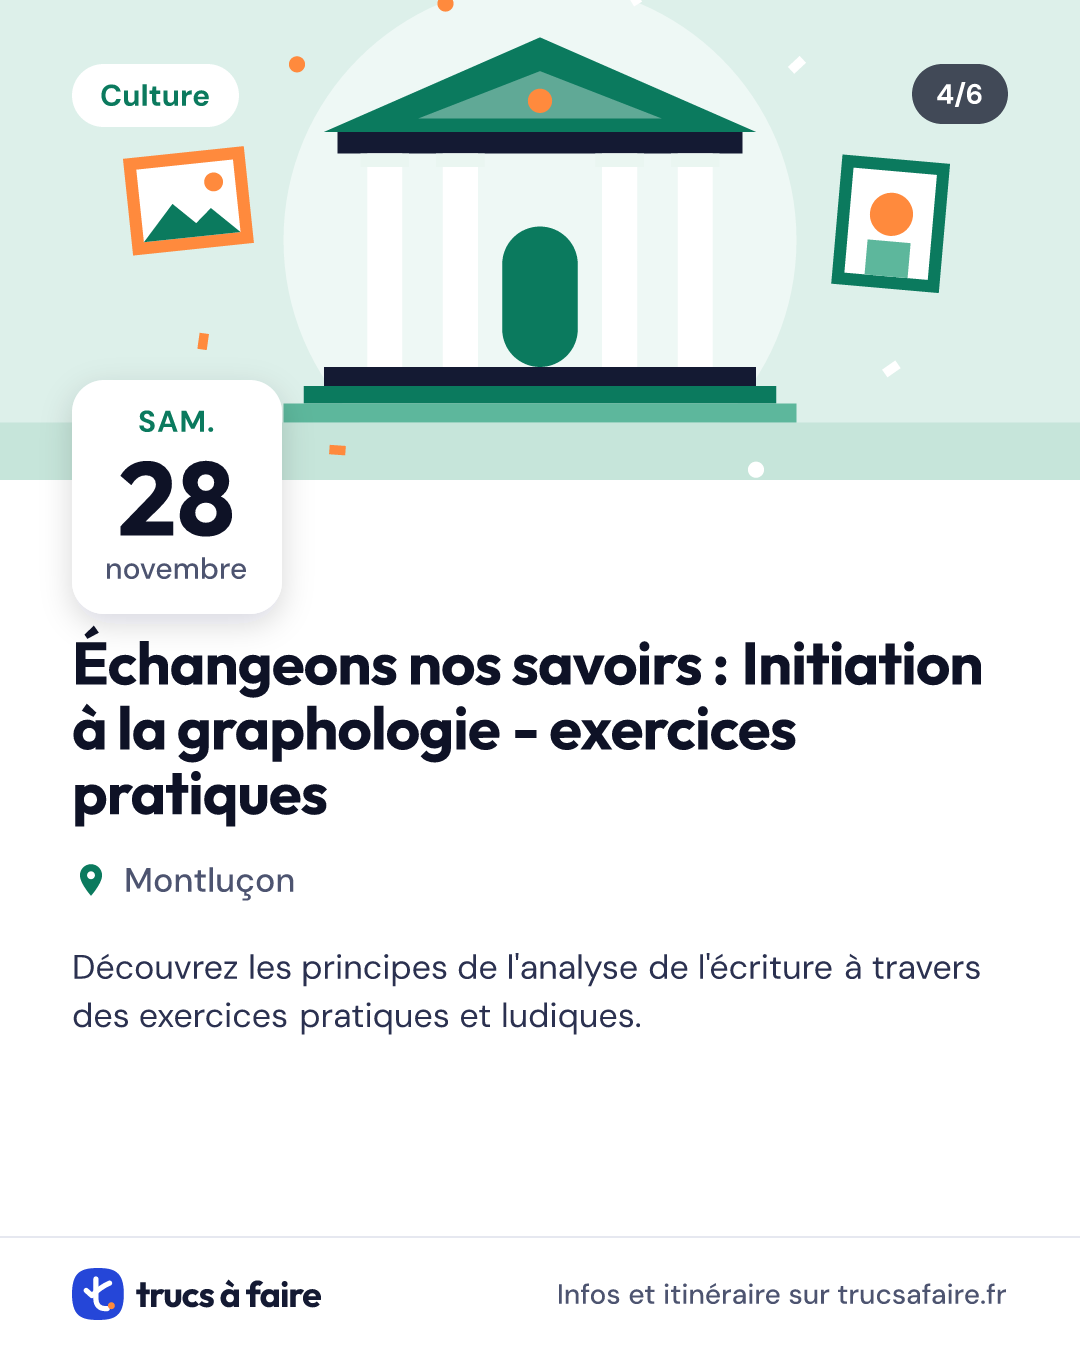 Culture
4/6
SAM.
28
novembre
Échangeons nos savoirs : Initiation
à la graphologie - exercices
pratiques
Montluçon
Découvrez les principes de l'analyse de l'écriture à travers
des exercices pratiques et ludiques.
trucs à faire
Infos et itinéraire sur trucsafaire.fr